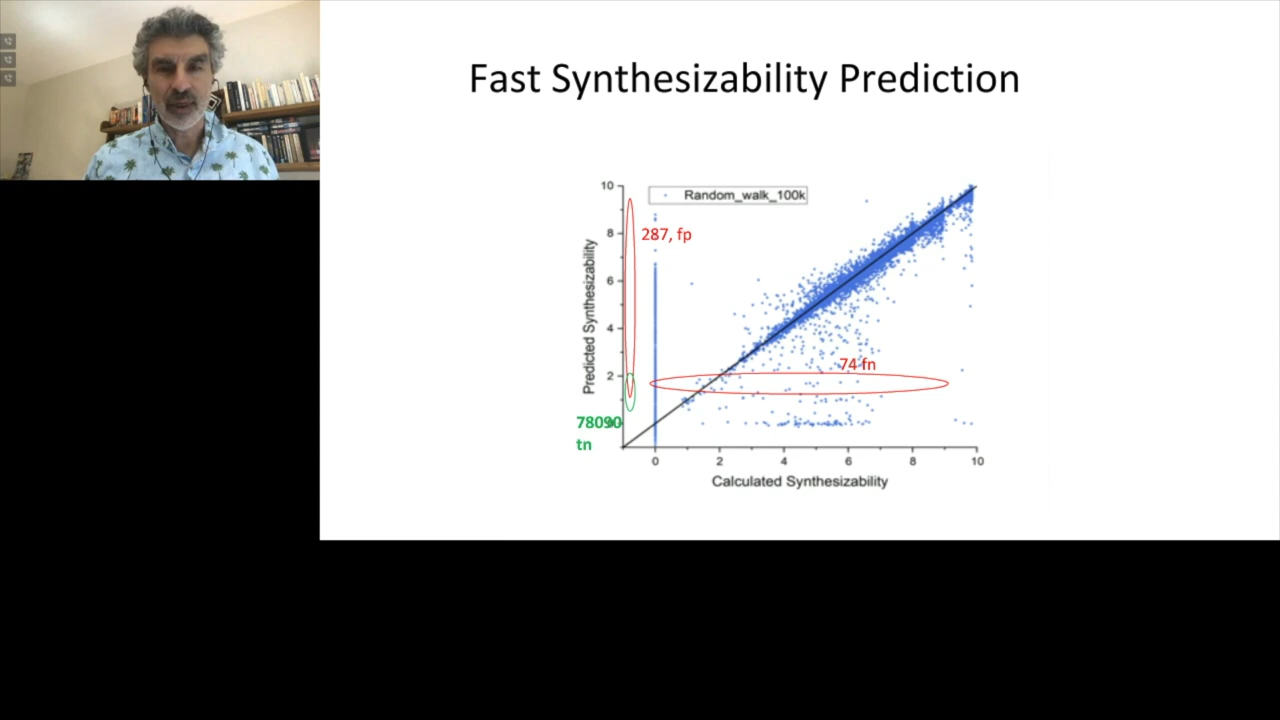 Fast Synthesizability Prediction
Random_walk_100k
10
8
6
4
2
287, fp
74 fn
78090
tn
Predicted Synthesizability
0
2
4
6
8
10
Calculated Synthesizability